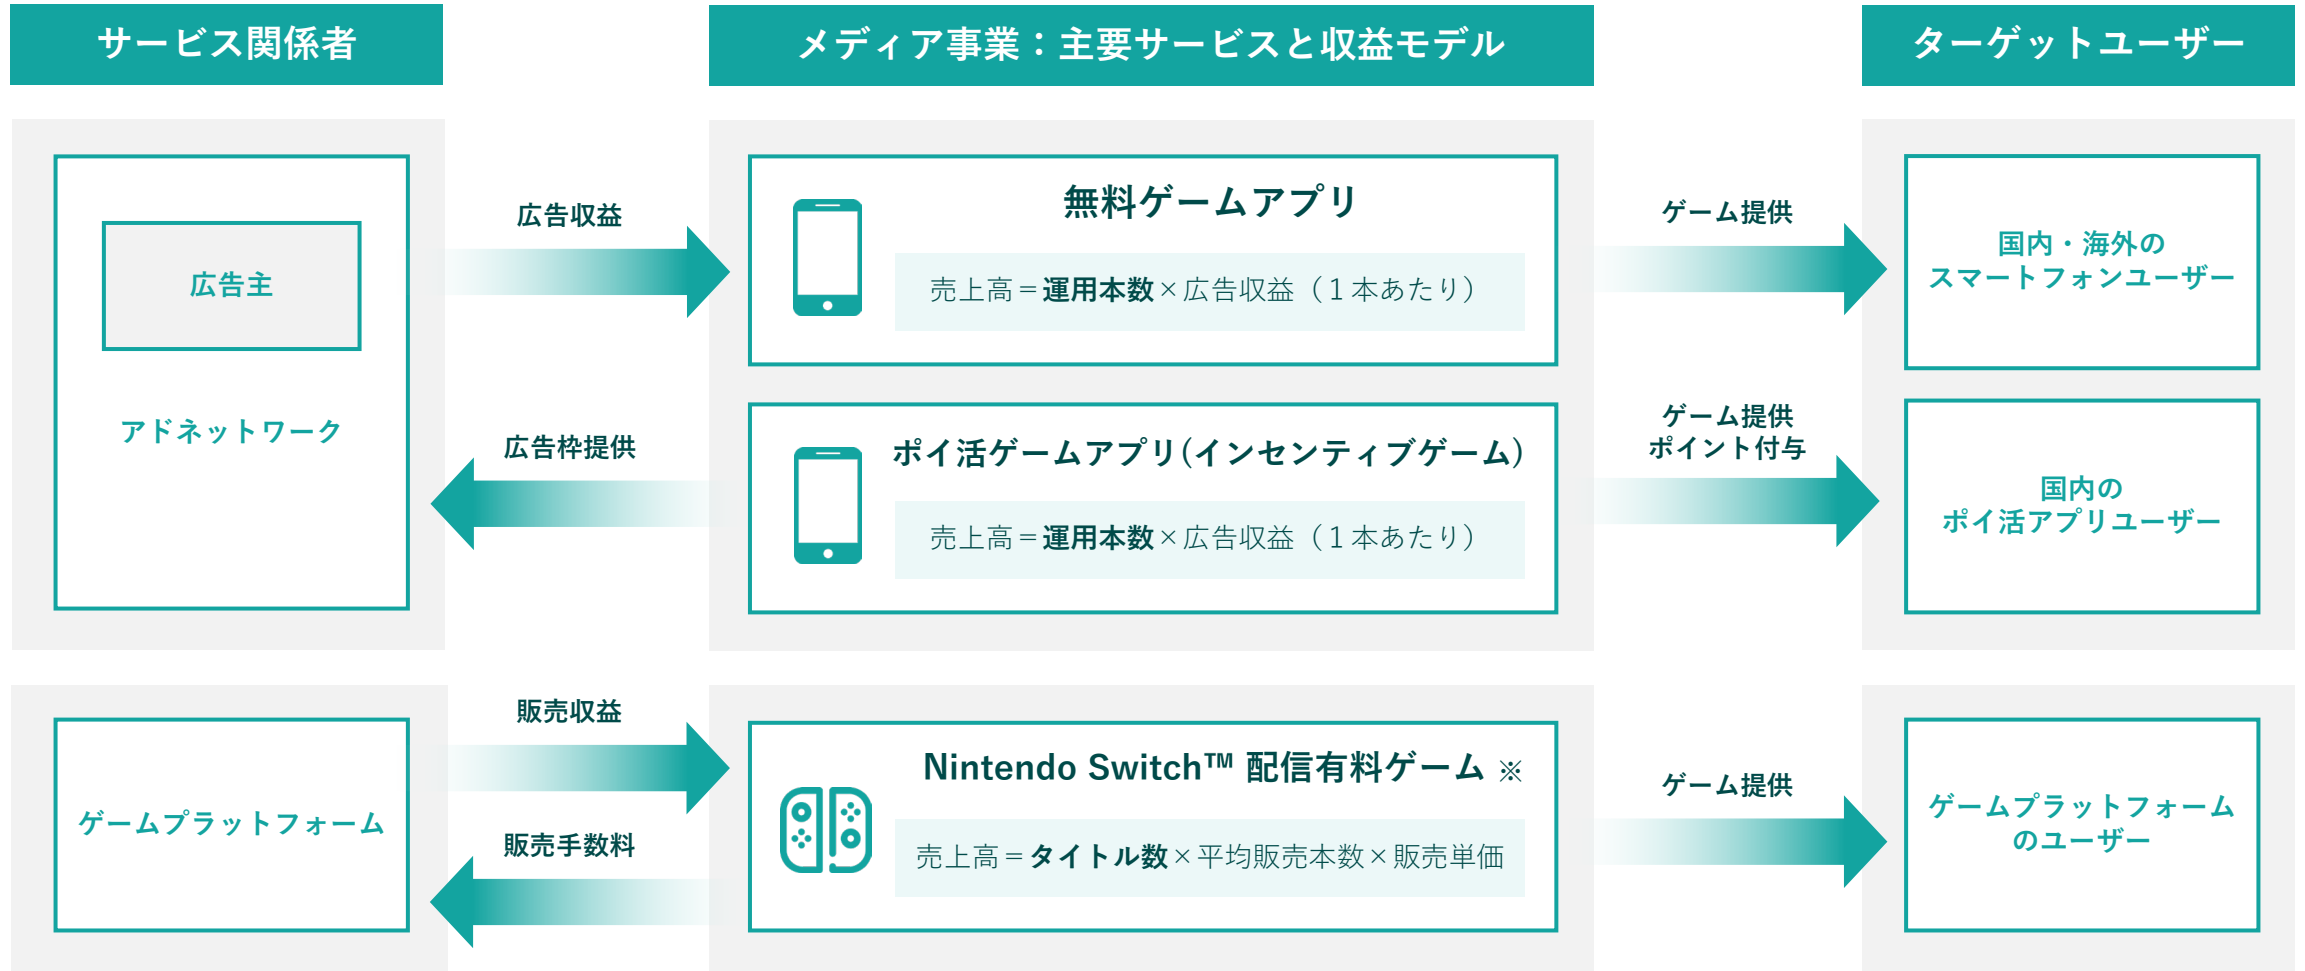 サービス関係者
メディア事業：主要サービスと収益モデル
ターゲットユーザー
広告主
アドネットワーク
広告収益
広告枠提供
無料ゲームアプリ
売上高＝運用本数×広告収益（１本あたり）
ポイ活ゲームアプリ(インセンティブゲーム)
売上高＝運用本数×広告収益（１本あたり）
ゲーム提供
国内・海外の
スマートフォンユーザー
ゲーム提供
ポイント付与
国内の
ポイ活アプリユーザー
ゲームプラットフォーム
販売収益
販売手数料
Nintendo Switch™ 配信有料ゲーム ※
売上高＝タイトル数×平均販売本数×販売単価
ゲーム提供
ゲームプラットフォーム
のユーザー